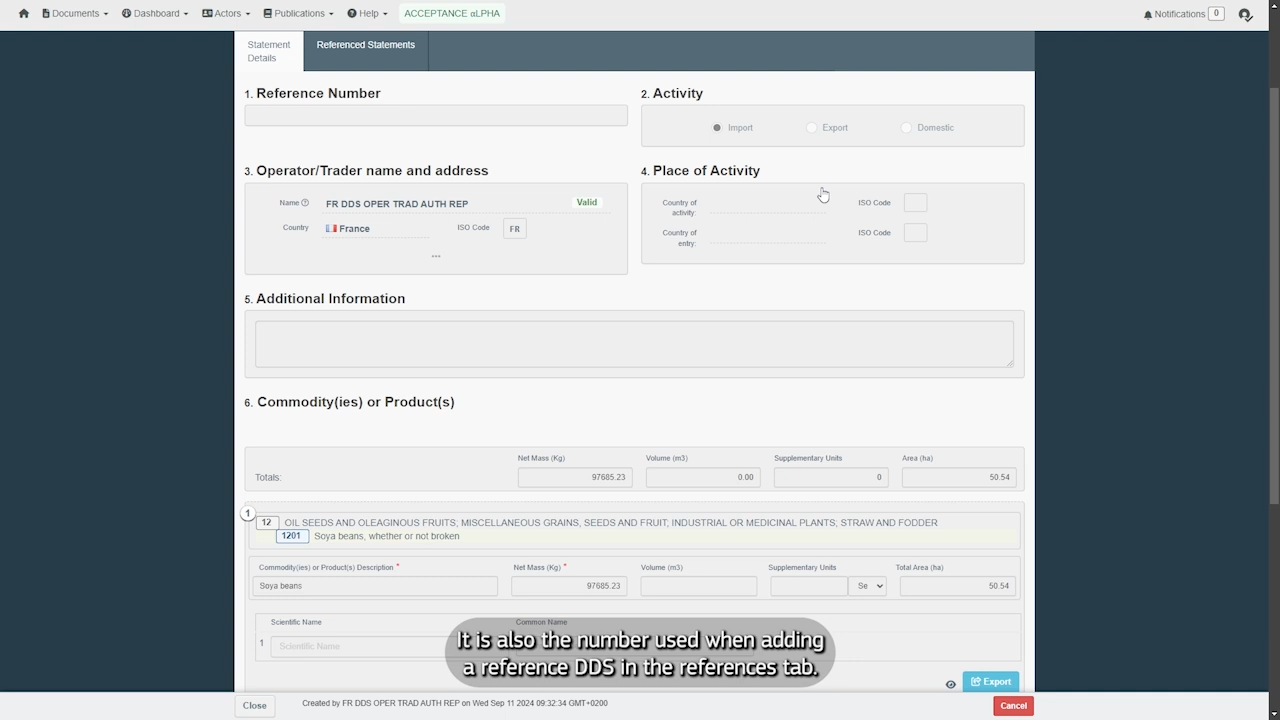 Documents Dashboard Actors Publications Help ACCEPTANCE αLPHA Notifications 0
Statement
Details
Referenced Statements
1. Reference Number
2. Activity
Import Export Domestic
3. Operator/Trader name and address
Name FR DDS OPER TRAD AUTH REP Valid
Country France ISO Code FR
...
4. Place of Activity
Country of
activity:
ISO Code
Country of
entry:
ISO Code
5. Additional Information
6. Commodity(ies) or Product(s)
Net Mass (Kg) Volume (m3) Supplementary Units Area (ha)
Totals: 97685.23 0.00 0 50.54
1
12 OIL SEEDS AND OLEAGINOUS FRUITS; MISCELLANEOUS GRAINS, SEEDS AND FRUIT; INDUSTRIAL OR MEDICINAL PLANTS; STRAW AND FODDER
1201 Soya beans, whether or not broken
Commodity(ies) or Product(s) Description * Net Mass (Kg) * Volume (m3) Supplementary Units Total Area (ha)
Soya beans 97685.23 Se 50.54
Scientific Name Common Name
1 Scientific Name
It is also the number used when adding
a reference DDS in the references tab.
Export
Close Created by FR DDS OPER TRAD AUTH REP on Wed Sep 11 2024 09:32:34 GMT+0200 Cancel